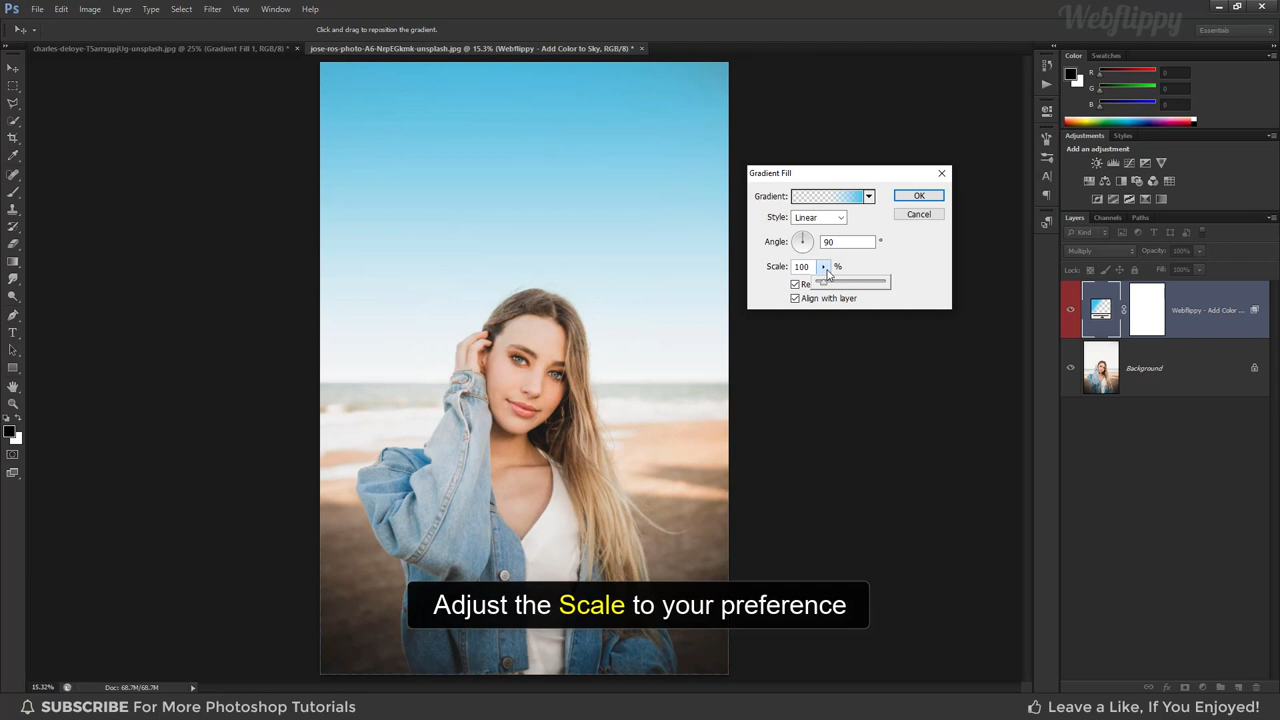 Webflippy
Ps File Edit Image Layer Type Select Filter View Window Help
Click and drag to reposition the gradient.
Essentials
charles-deloye-T5arrxgpjUg-unsplash.jpg @ 25% (Gradient Fill 1, RGB/8) * ×
jose-ros-photo-A6-NrpEGkmk-unsplash.jpg @ 15.3% (Webflippy - Add Color to Sky, RGB/8) * ×
Color Swatches
R 0
G 0
B 0
Adjustments Styles
Add an adjustment
Gradient Fill
Gradient:
OK
Style: Linear
Cancel
Angle: 90 °
Scale: 100 %
Re
Align with layer
Layers Channels Paths
Kind
Multiply Opacity: 100%
Lock: Fill: 100%
Webflippy - Add Color ...
Background
Adjust the Scale to your preference
15.32% Doc: 68.7M/68.7M
SUBSCRIBE For More Photoshop Tutorials
Leave a Like, If You Enjoyed!